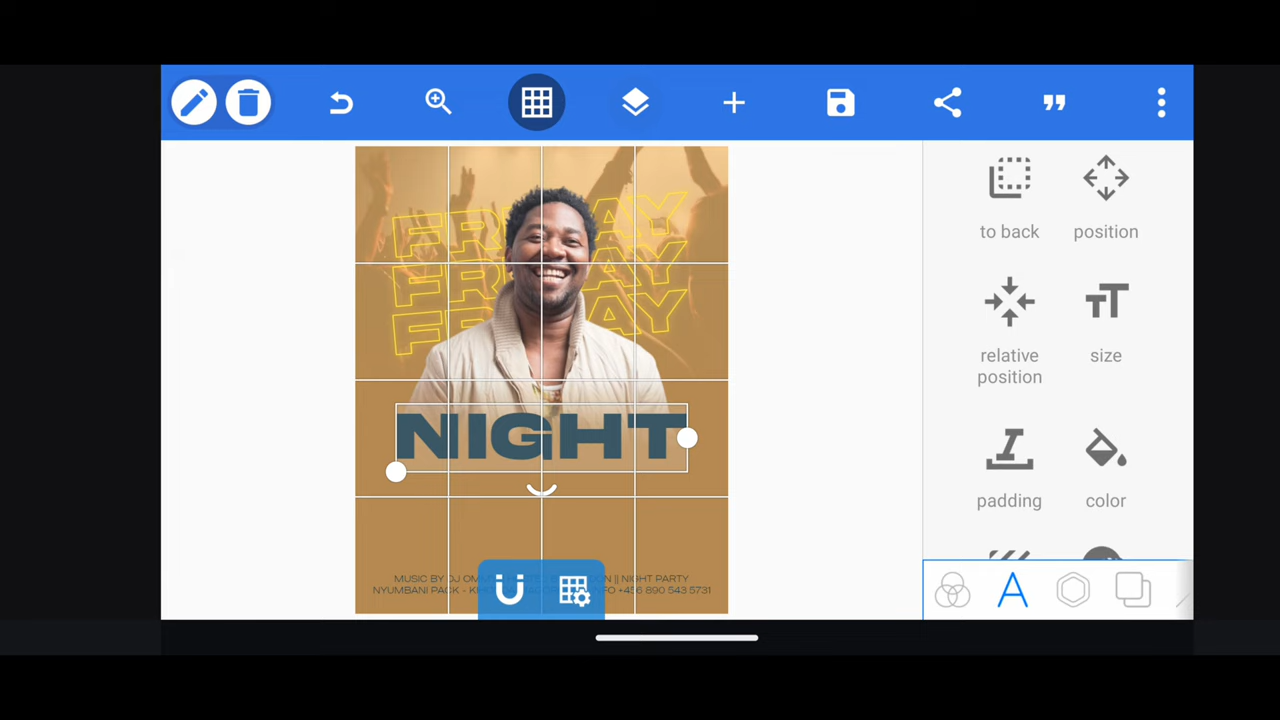 to back
position
relative
position
size
padding
color
FRIDAY
FRIDAY
FRIDAY
NIGHT
MUSIC BY DJ || NIGHT PARTY
NYUMBANI PACK - +456 890 543 5731